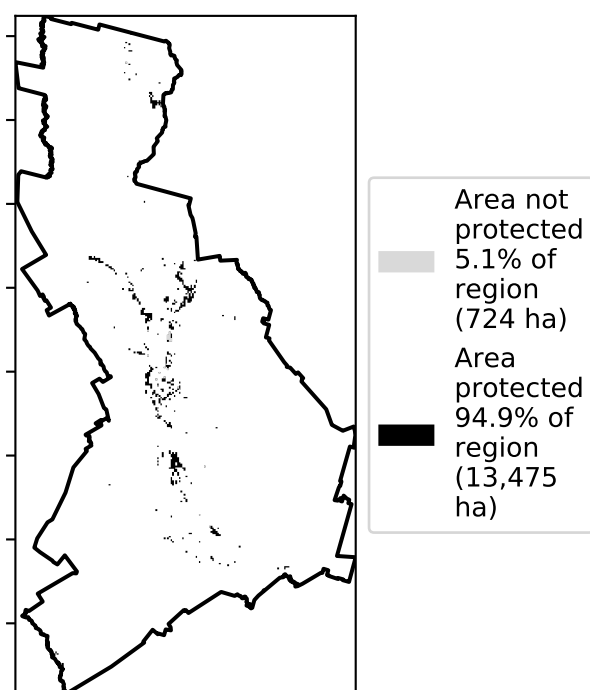 Area not
protected
5.1% of
region
(724 ha)
Area
protected
94.9% of
region
(13,475
ha)